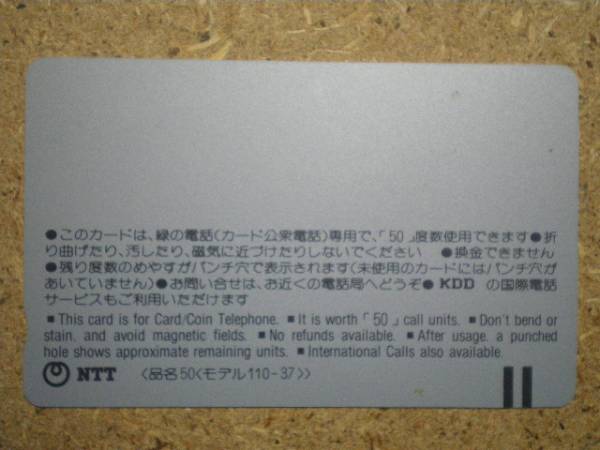 ●このカードは、緑の電話(カード公衆電話)専用で、「50」度数使用できます●折
り曲げたり、汚したり、磁気に近づけたりしないでください　●換金できません
●残り度数のめやすがパンチ穴で表示されます(未使用のカードにはパンチ穴が
あいていません)●お問い合せは、お近くの電話局へどうぞ● KDD の国際電話
サービスもご利用いただけます
■ This card is for Card/Coin Telephone. ■ It is worth「50」call units. ■ Don't bend or
stain, and avoid magnetic fields. ■ No refunds available. ■ After usage, a punched
hole shows approximate remaining units. ■ International Calls also available.
NTT 〈品名50〈モデル110-37〉〉